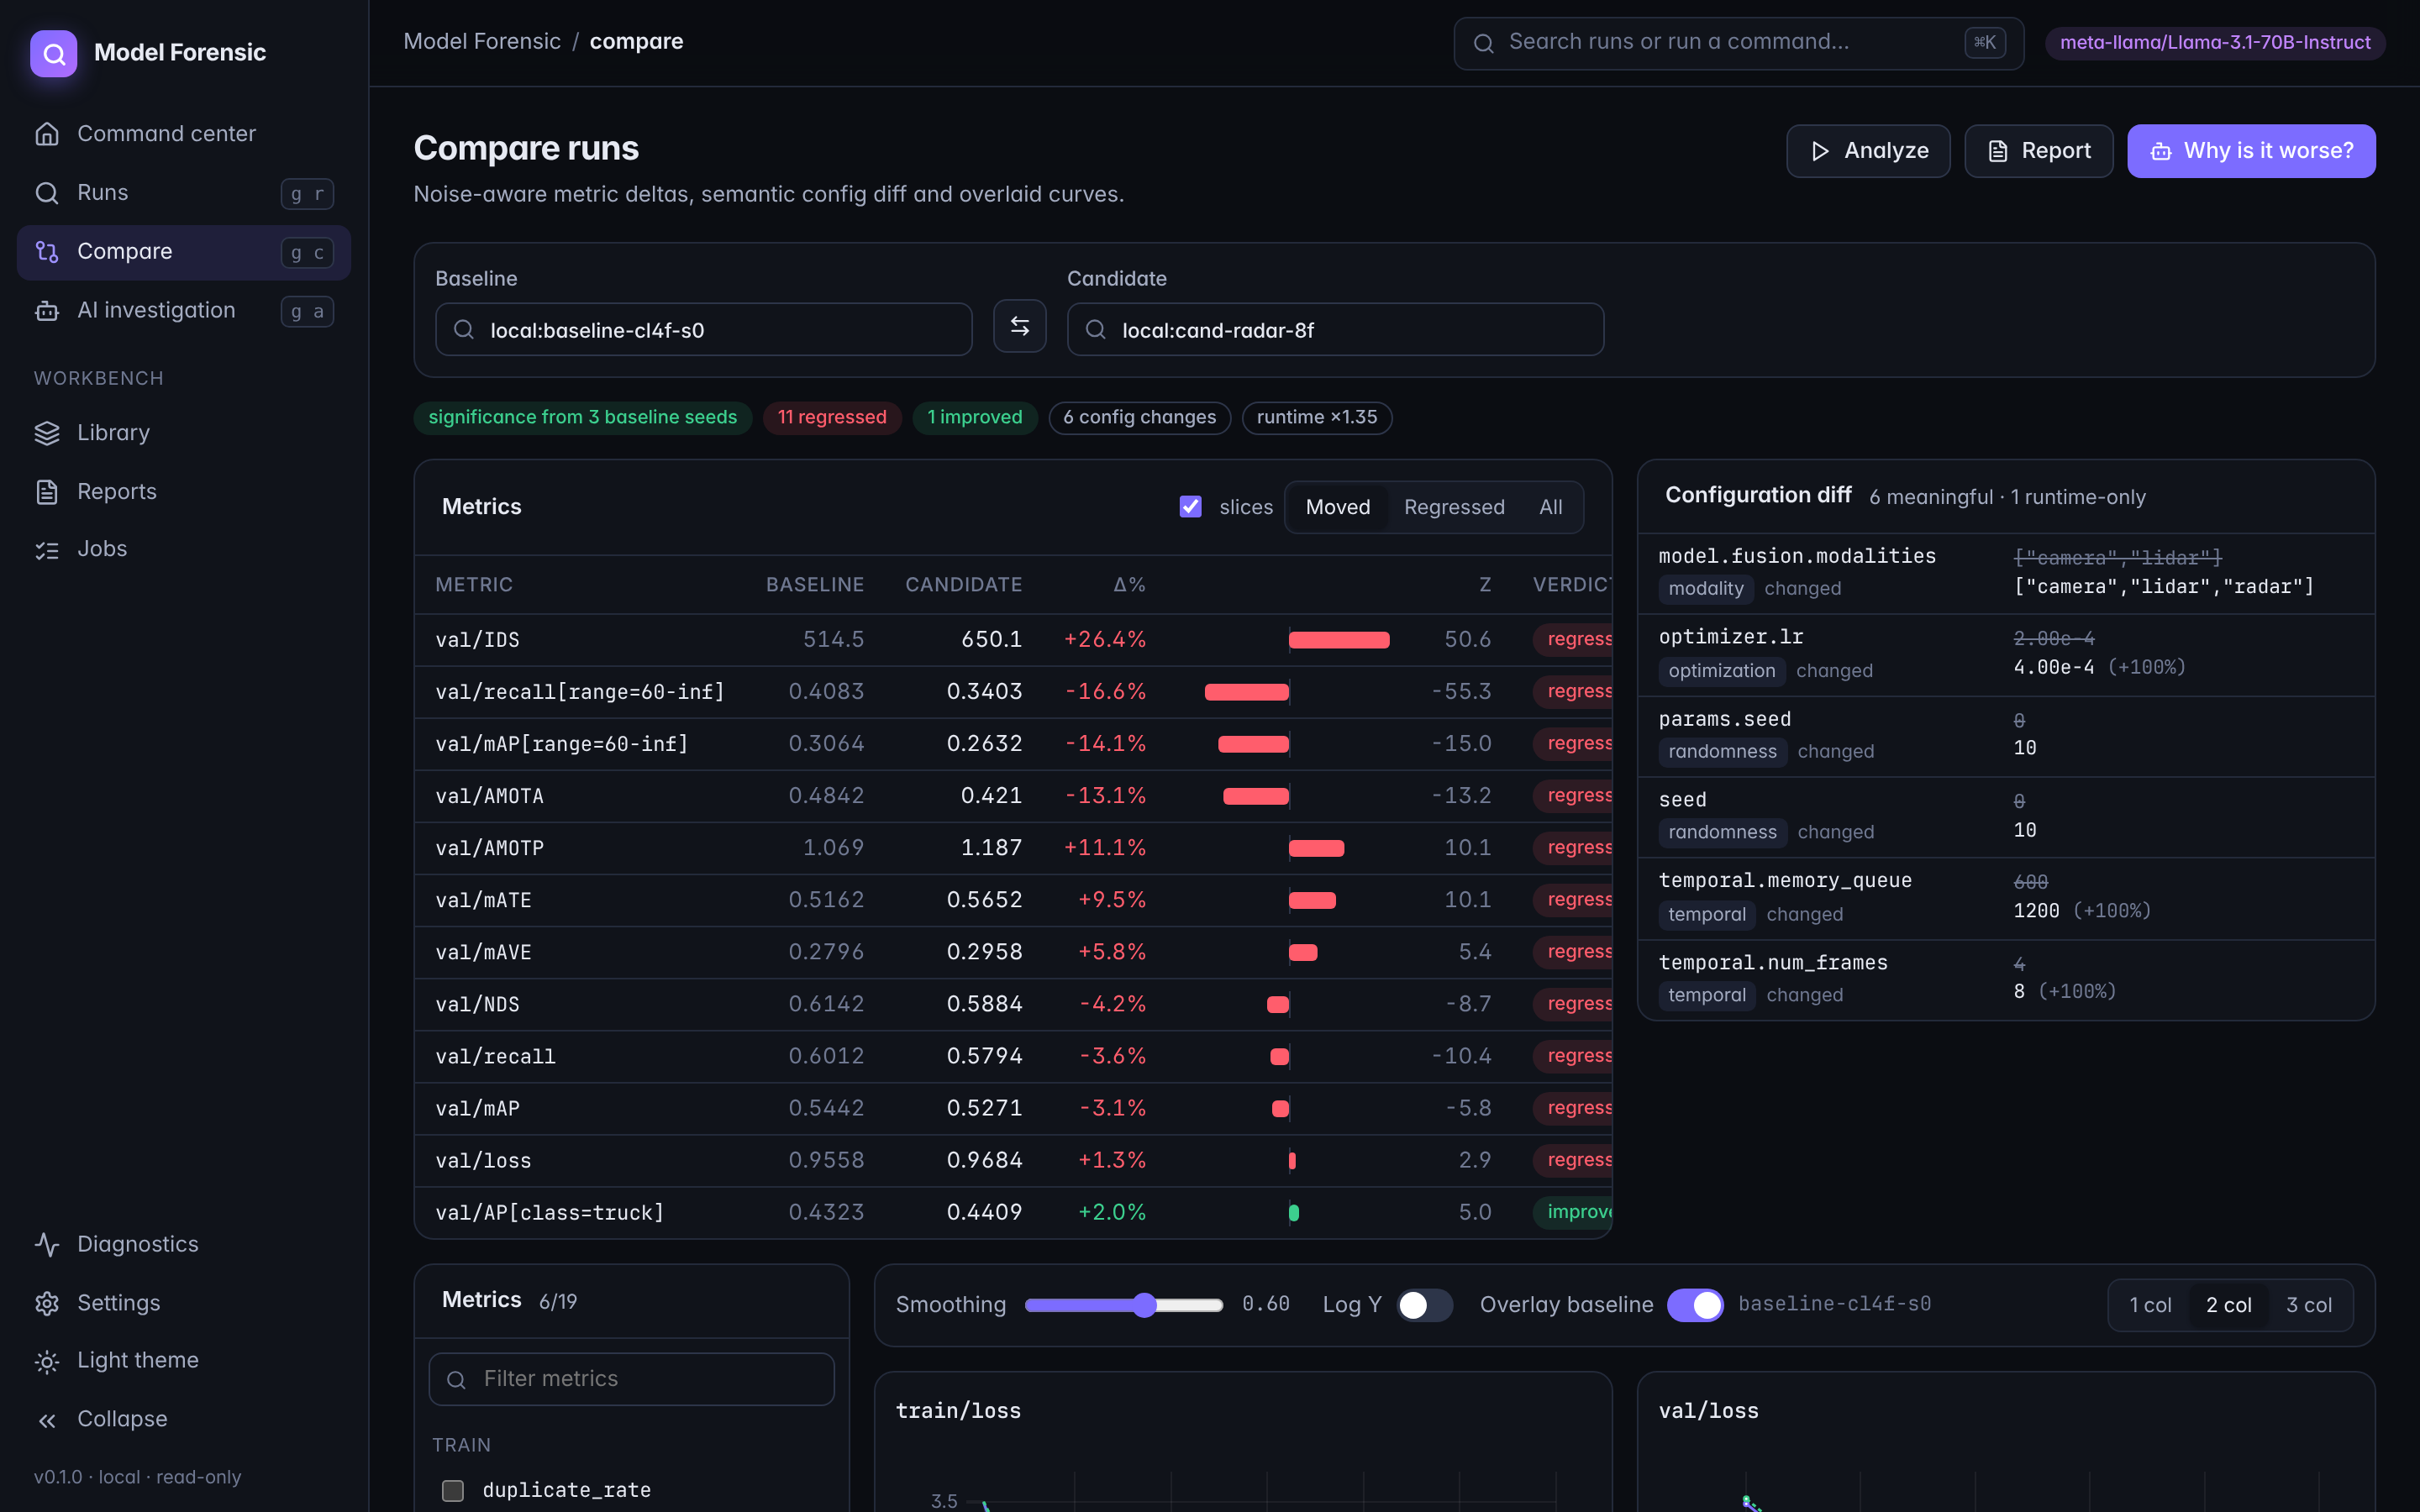 Model Forensic
Command center
Runs g r
Compare g c
AI investigation g a
WORKBENCH
Library
Reports
Jobs
Diagnostics
Settings
Light theme
Collapse
v0.1.0 · local · read-only
Model Forensic / compare
Search runs or run a command... ⌘K
meta-llama/Llama-3.1-70B-Instruct
Compare runs
Noise-aware metric deltas, semantic config diff and overlaid curves.
Analyze
Report
Why is it worse?
Baseline
local:baseline-cl4f-s0
Candidate
local:cand-radar-8f
significance from 3 baseline seeds
11 regressed
1 improved
6 config changes
runtime ×1.35
Metrics
slices
Moved Regressed All
METRIC BASELINE CANDIDATE Δ% Z VERDICT
val/IDS 514.5 650.1 +26.4% 50.6 regress
val/recall[range=60-inf] 0.4083 0.3403 -16.6% -55.3 regress
val/mAP[range=60-inf] 0.3064 0.2632 -14.1% -15.0 regress
val/AMOTA 0.4842 0.421 -13.1% -13.2 regress
val/AMOTP 1.069 1.187 +11.1% 10.1 regress
val/mATE 0.5162 0.5652 +9.5% 10.1 regress
val/mAVE 0.2796 0.2958 +5.8% 5.4 regress
val/NDS 0.6142 0.5884 -4.2% -8.7 regress
val/recall 0.6012 0.5794 -3.6% -10.4 regress
val/mAP 0.5442 0.5271 -3.1% -5.8 regress
val/loss 0.9558 0.9684 +1.3% 2.9 regress
val/AP[class=truck] 0.4323 0.4409 +2.0% 5.0 improve
Configuration diff 6 meaningful · 1 runtime-only
model.fusion.modalities ["camera","lidar"]
modality changed ["camera","lidar","radar"]
optimizer.lr 2.00e-4
optimization changed 4.00e-4 (+100%)
params.seed 0
randomness changed 10
seed 0
randomness changed 10
temporal.memory_queue 600
temporal changed 1200 (+100%)
temporal.num_frames 4
temporal changed 8 (+100%)
Metrics 6/19
Filter metrics
TRAIN
duplicate_rate
Smoothing 0.60 Log Y Overlay baseline baseline-cl4f-s0
1 col 2 col 3 col
train/loss
3.5
val/loss